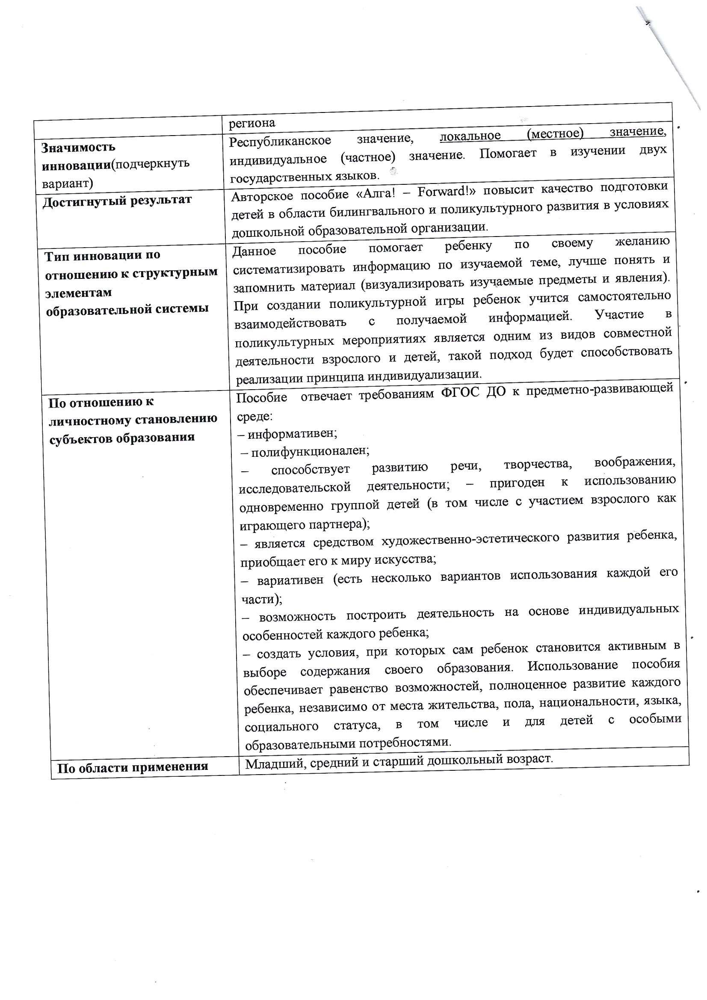 региона
Значимость
инновации(подчеркнуть
вариант)
Республиканское значение, локальное (местное) значение,
индивидуальное (частное) значение. Помогает в изучении двух
государственных языков.
Достигнутый результат
Авторское пособие «Алга! – Forward!» повысит качество подготовки
детей в области билингвального и поликультурного развития в условиях
дошкольной образовательной организации.
Тип инновации по
отношению к структурным
элементам
образовательной системы
Данное пособие помогает ребенку по своему желанию
систематизировать информацию по изучаемой теме, лучше понять и
запомнить материал (визуализировать изучаемые предметы и явления).
При создании поликультурной игры ребенок учится самостоятельно
взаимодействовать с получаемой информацией. Участие в
поликультурных мероприятиях является одним из видов совместной
деятельности взрослого и детей, такой подход будет способствовать
реализации принципа индивидуализации.
По отношению к
личностному становлению
субъектов образования
Пособие отвечает требованиям ФГОС ДО к предметно-развивающей
среде:
– информативен;
– полифункционален;
– способствует развитию речи, творчества, воображения,
исследовательской деятельности; – пригоден к использованию
одновременно группой детей (в том числе с участием взрослого как
играющего партнера);
– является средством художественно-эстетического развития ребенка,
приобщает его к миру искусства;
– вариативен (есть несколько вариантов использования каждой его
части);
– возможность построить деятельность на основе индивидуальных
особенностей каждого ребенка;
– создать условия, при которых сам ребенок становится активным в
выборе содержания своего образования. Использование пособия
обеспечивает равенство возможностей, полноценное развитие каждого
ребенка, независимо от места жительства, пола, национальности, языка,
социального статуса, в том числе и для детей с особыми
образовательными потребностями.
По области применения
Младший, средний и старший дошкольный возраст.